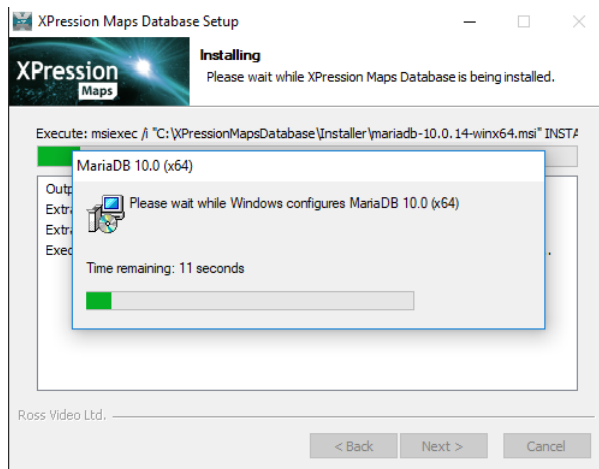 XPression Maps Database Setup
XPression
Maps
Installing
Please wait while XPression Maps Database is being installed.
Execute: msiexec /i "C:\XPressionMapsDatabase\Installer\mariadb-10.0.14-winx64.msi" INSTA
MariaDB 10.0 (x64)
Outp
Extra
Extra
Exec
Please wait while Windows configures MariaDB 10.0 (x64)
Time remaining: 11 seconds
Ross Video Ltd.
< Back Next > Cancel